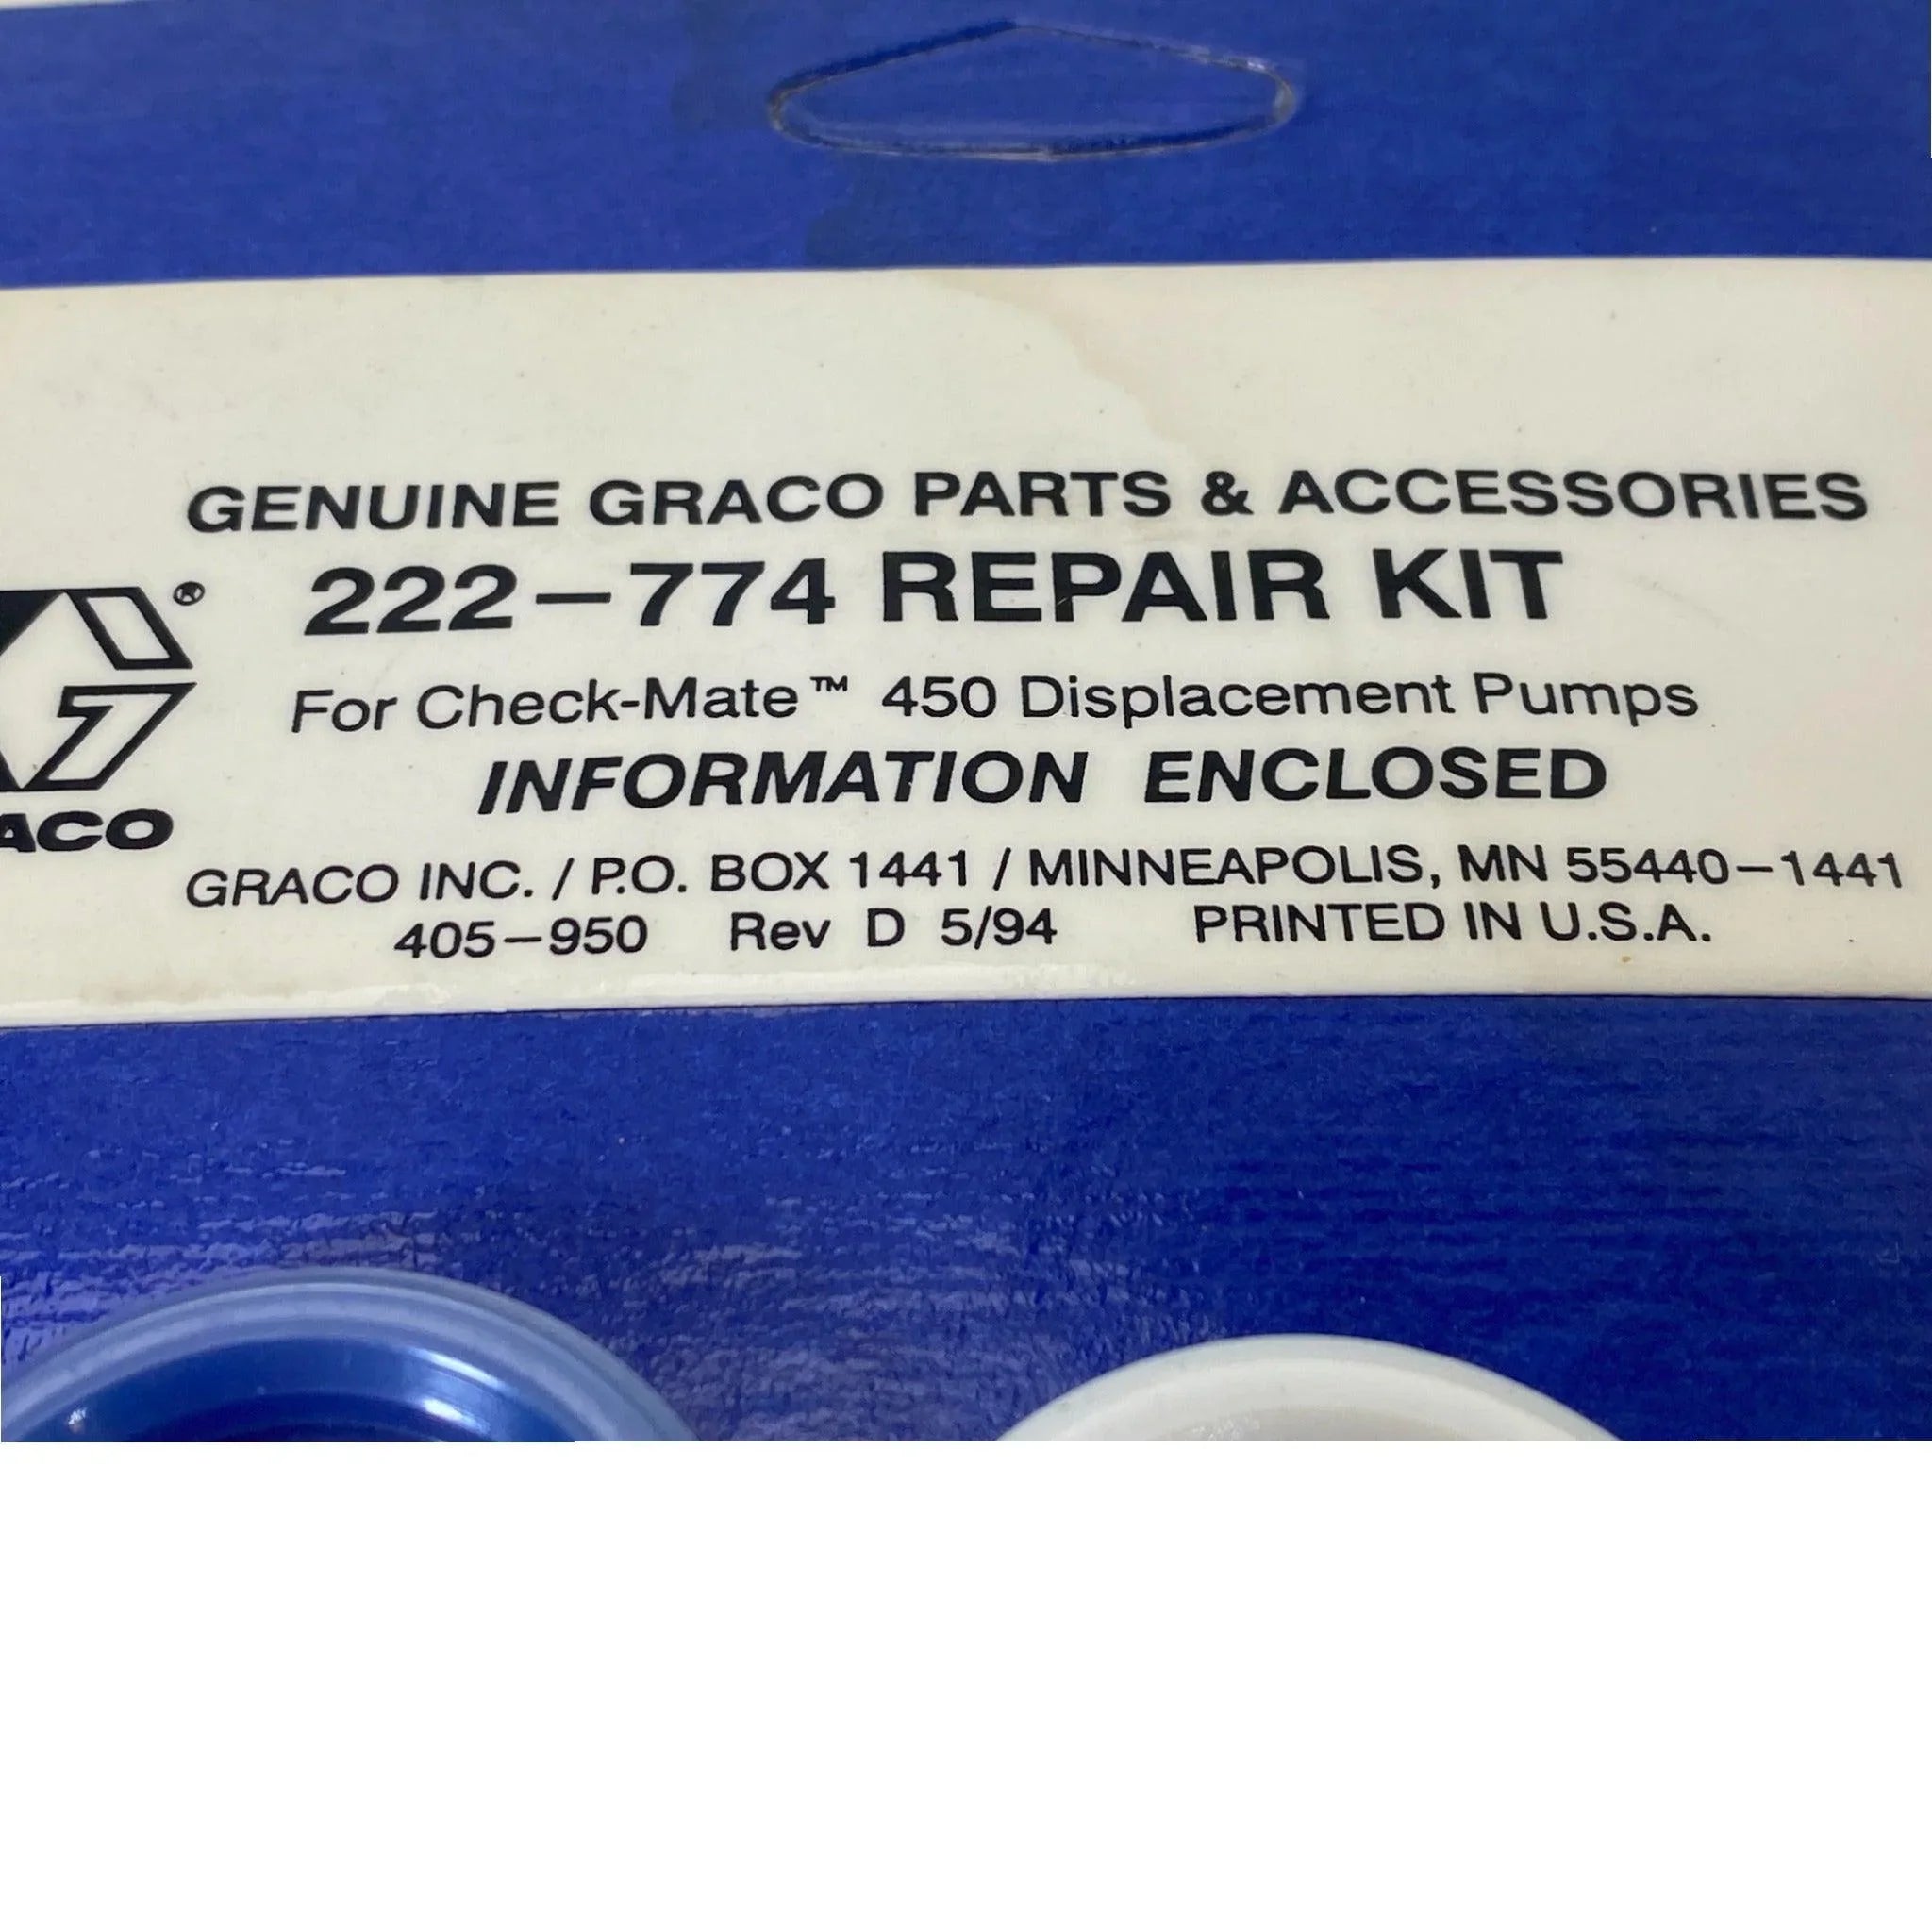 GENUINE GRACO PARTS & ACCESSORIES
222-774 REPAIR KIT
For Check-Mate™ 450 Displacement Pumps
INFORMATION ENCLOSED
GRACO INC. / P.O. BOX 1441 / MINNEAPOLIS, MN 55440-1441
405-950 Rev D 5/94 PRINTED IN U.S.A.
®
ACO